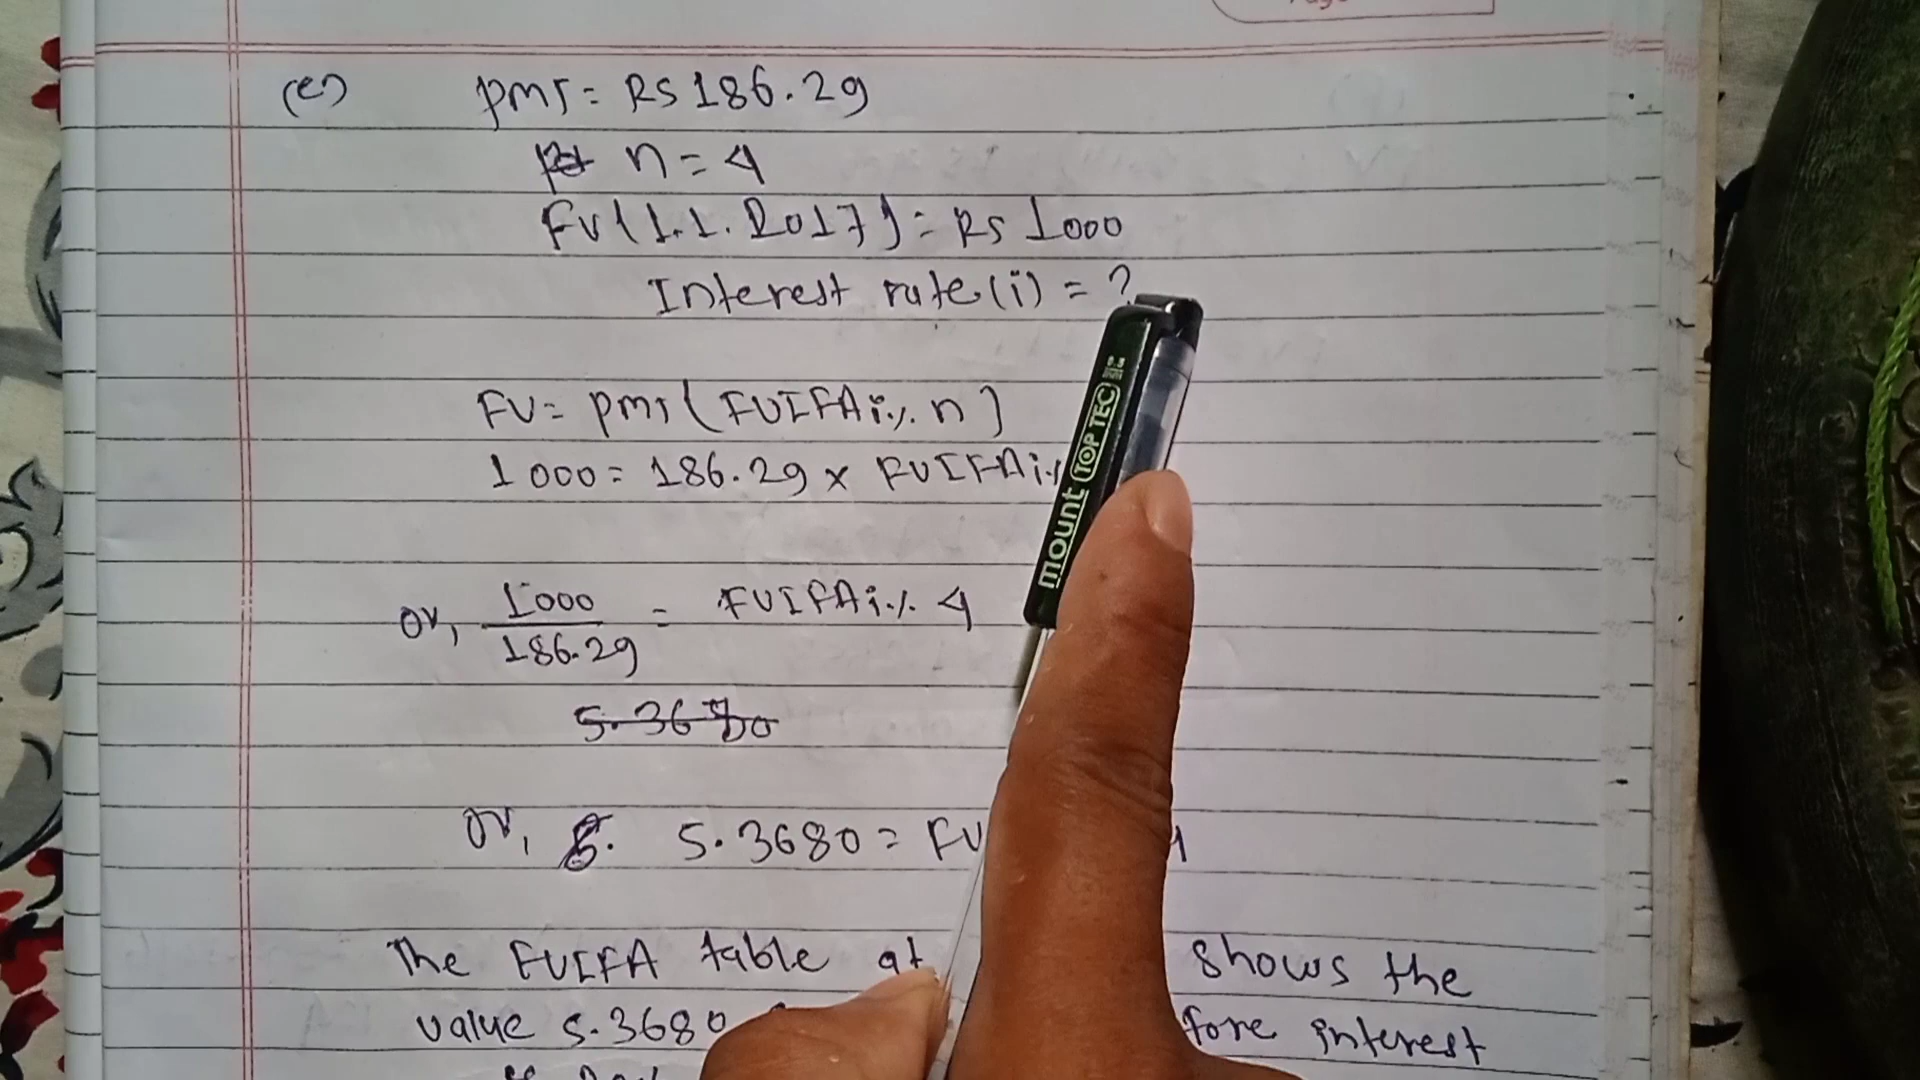 (e) PMT = RS 186.29
n = 4
FV(1.1.2017) = RS 1000
Interest rate (i) = ?
FV = PMT (FVIFA i%, n)
1000 = 186.29 x FVIFA i%
or, 1000/186.29 = FVIFA i% 4
5.3680
or, 5.3680 = FV 4
The FVIFA table at shows the
value 5.3680 fore interest
mount TOP TEC